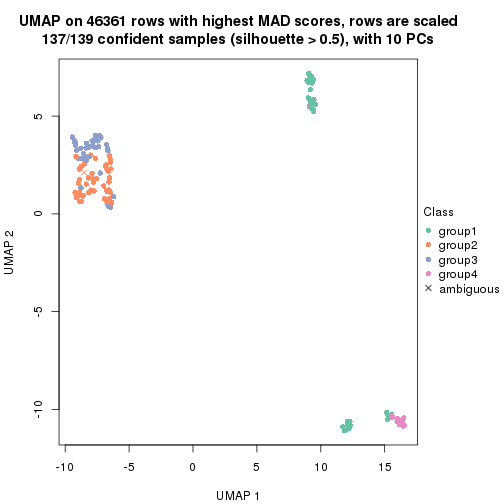 UMAP on 46361 rows with highest MAD scores, rows are scaled
137/139 confident samples (silhouette > 0.5), with 10 PCs
5
0
-5
-10
UMAP 2
-10
-5
0
5
10
15
UMAP 1
Class
group1
group2
group3
group4
ambiguous